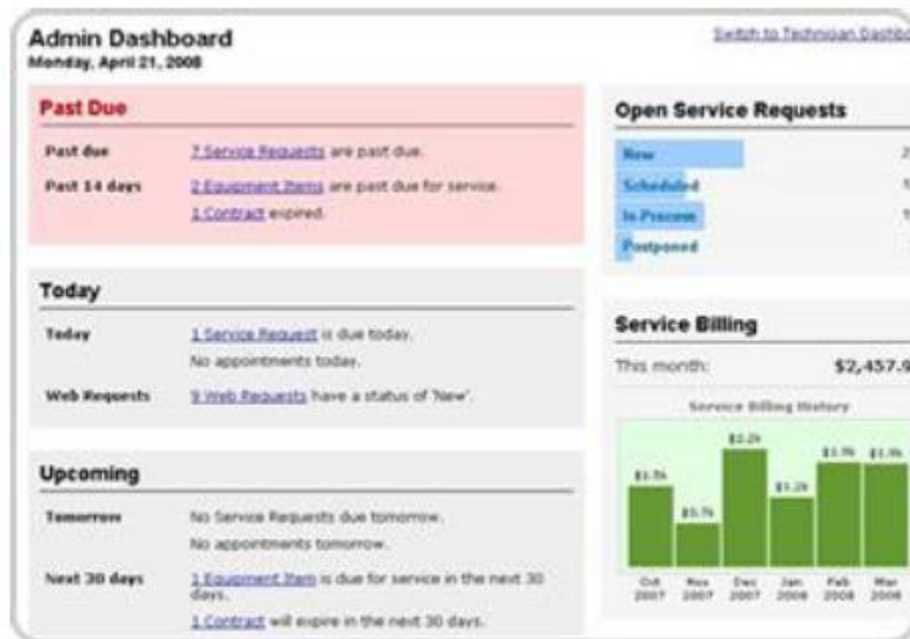 Admin Dashboard
Monday, April 21, 2008
Switch to Technician
Past Due
Past due 7 Service Requests are past due.
Past 14 days 2 Equipment Items are past due for service.
1 Contract expired.
Today
Today 1 Service Request is due today.
No appointments today.
Web Requests 9 Web Requests have a status of 'New'.
Upcoming
Tomorrow No Service Requests due tomorrow.
No appointments tomorrow.
Next 30 days 1 Equipment Item is due for service in the next 30
days.
1 Contract will expire in the next 30 days.
Open Service Requests
New
Scheduled
In Process
Postponed
Service Billing
This month: $2,457.9
Service Billing History
$2.2k
$1.2k
$0.7k
Oct Nov Dec Jan Feb Mar
2007 2007 2007 2008 2008 2008